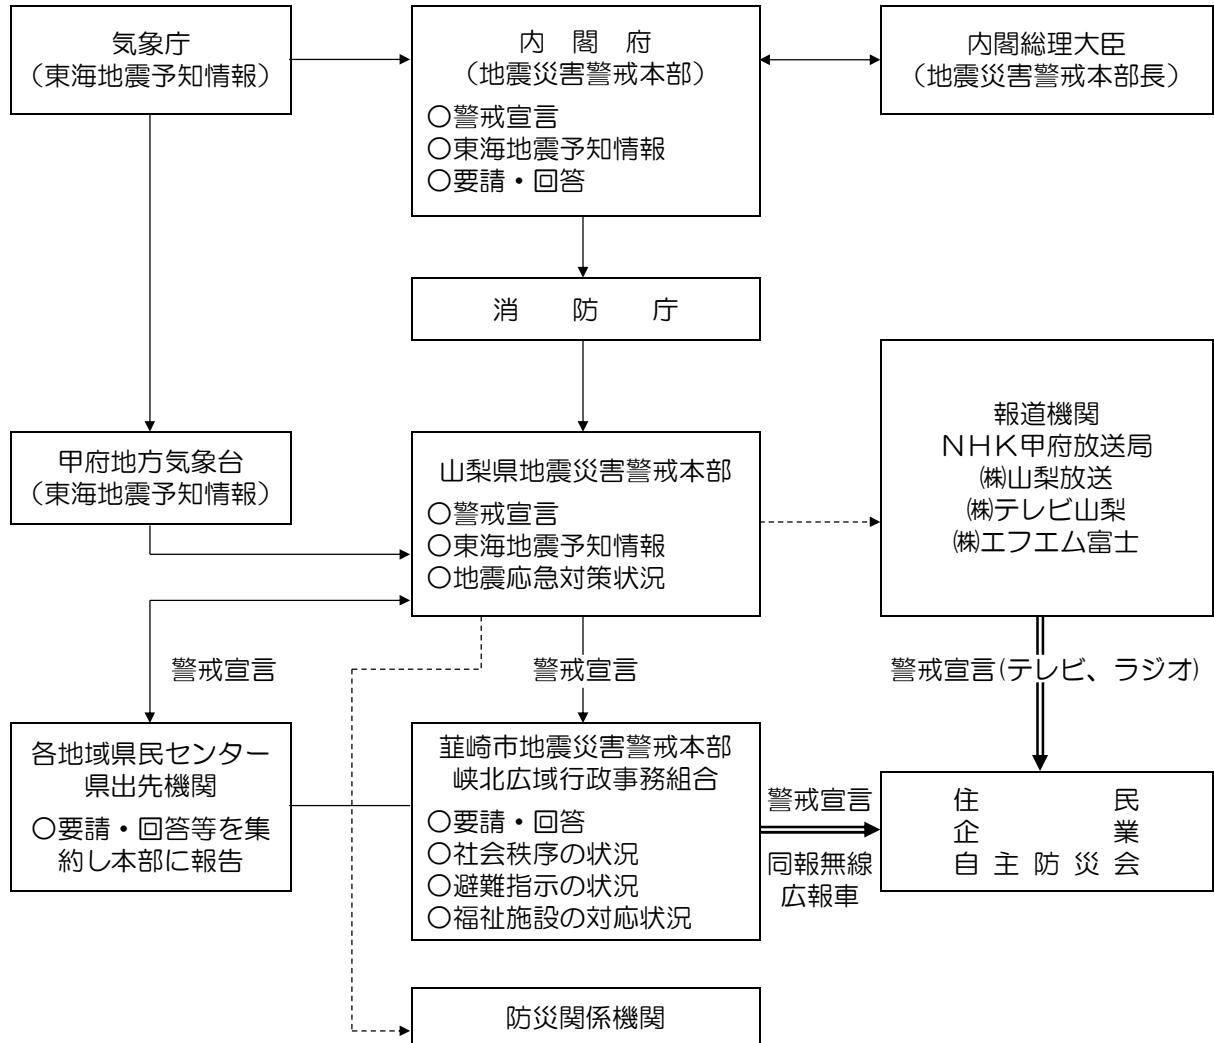 気象庁
（東海地震予知情報）
内　閣　府
（地震災害警戒本部）
〇警戒宣言
〇東海地震予知情報
〇要請・回答
内閣総理大臣
（地震災害警戒本部長）
消　　防　　庁
甲府地方気象台
（東海地震予知情報）
山梨県地震災害警戒本部
〇警戒宣言
〇東海地震予知情報
〇地震応急対策状況
報道機関
ＮＨＫ甲府放送局
㈱山梨放送
㈱テレビ山梨
㈱エフエム富士
警戒宣言
警戒宣言
警戒宣言(テレビ、ラジオ)
各地域県民センター
県出先機関
〇要請・回答等を集
約し本部に報告
韮崎市地震災害警戒本部
峡北広域行政事務組合
〇要請・回答
〇社会秩序の状況
〇避難指示の状況
〇福祉施設の対応状況
警戒宣言
同報無線
広報車
住　　　　　民
企　　　　　業
自 主 防 災 会
防災関係機関